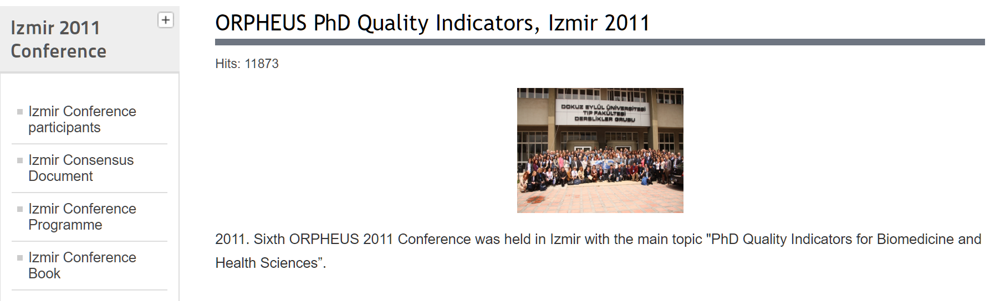 Izmir 2011
Conference
Izmir Conference
participants
Izmir Consensus
Document
Izmir Conference
Programme
Izmir Conference
Book
ORPHEUS PhD Quality Indicators, Izmir 2011
Hits: 11873
DOKUZ EYLÜL ÜNİVERSİTESİ
TIP FAKÜLTESİ
DERSLİKLER GRUBU
2011. Sixth ORPHEUS 2011 Conference was held in Izmir with the main topic "PhD Quality Indicators for Biomedicine and
Health Sciences”.